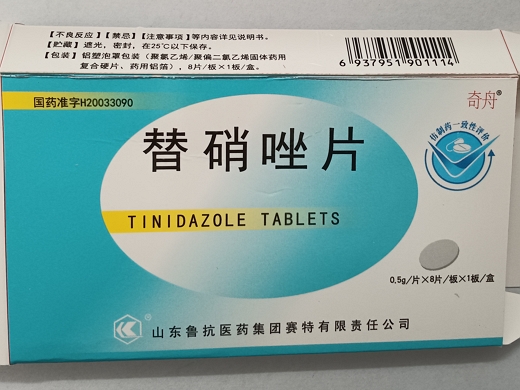 【不良反应】【禁忌】【注意事项】等内容详见说明书。
【贮藏】遮光，密封，在25℃以下保存。
【包装】铝塑泡罩包装（聚氯乙烯/聚偏二氯乙烯固体药用
复合硬片、药用铝箔），8片/板×1板/盒。
6 937951 901114
国药准字H20033090
奇舟®
仿制药一致性评价
替硝唑片
TINIDAZOLE TABLETS
0.5g/片×8片/板×1板/盒
山东鲁抗医药集团赛特有限责任公司